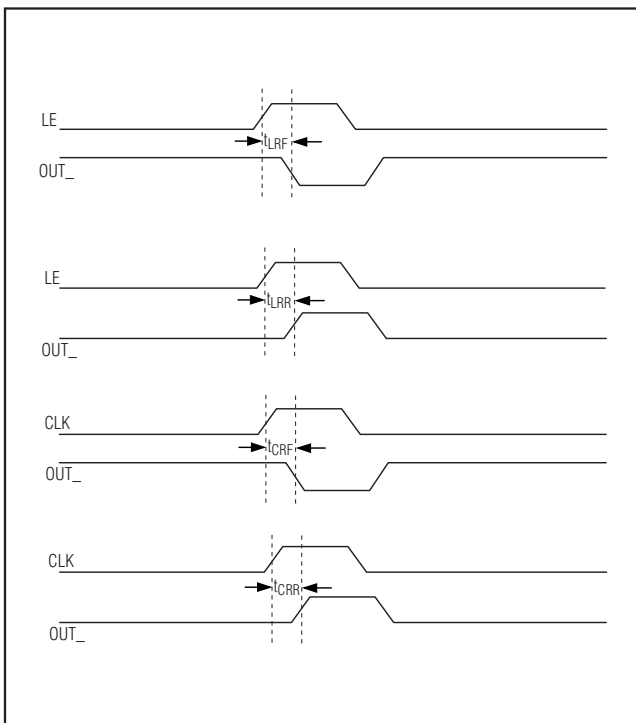 LE
tLRF
OUT_
LE
tLRR
OUT_
CLK
tCRF
OUT_
CLK
tCRR
OUT_